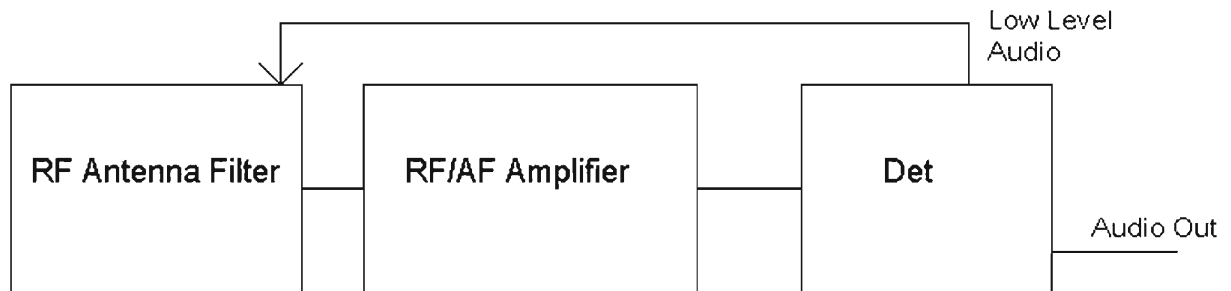 Low Level
Audio
RF Antenna Filter
RF/AF Amplifier
Det
Audio Out